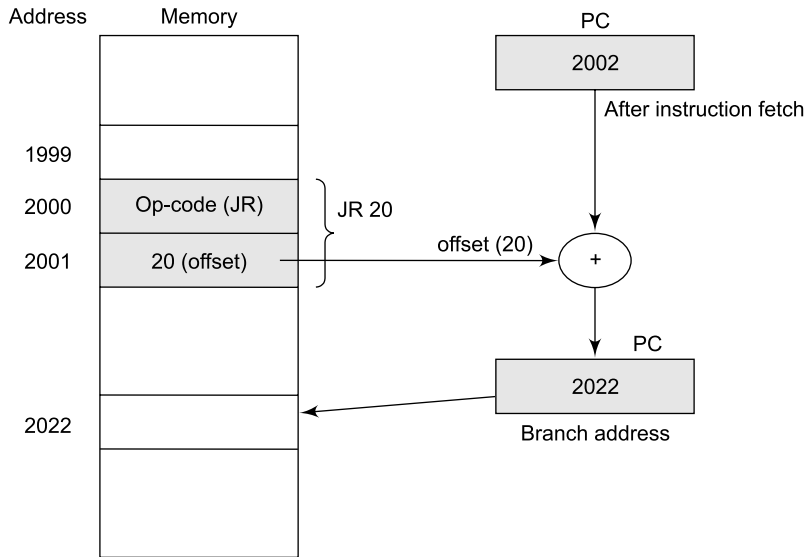 Address
Memory
PC
2002
After instruction fetch
1999
2000
Op-code (JR)
JR 20
2001
20 (offset)
offset (20)
+
PC
2022
2022
Branch address